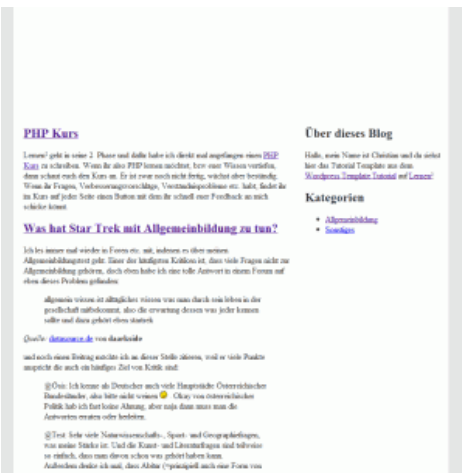 PHP Kurs
Lernen² geht in seine 2. Phase und dafür habe ich direkt mal angefangen einen PHP
Kurs zu schreiben. Wenn ihr also PHP lernen möchtet, bzw euer Wissen vertiefen,
dann schaut euch den Kurs an. Er ist zwar noch nicht fertig, wächst aber beständig.
Wenn ihr Fragen, Verbesserungsvorschläge, Verständnisprobleme etc. habt, findet ihr
im Kurs auf jeder Seite einen Button mit dem ihr schnell euer Feedback an mich
schicken könnt.
Was hat Star Trek mit Allgemeinbildung zu tun?
Ich les immer mal wieder in Foren etc. mit, indenen es über meinen
Allgemeinbildungstest geht. Einer der häufigsten Kritiken ist, dass viele Fragen nicht zur
Allgemeinbildung gehören, doch eben habe ich eine tolle Antwort in einem Forum auf
eben dieses Problem gefunden:
allgemein wissen ist alltägliches wissen was man durch sein leben in der
gesellschaft mitbekommt, also die erwartung dessen was jeder kennen
sollte und dazu gehört eben startrek
Quelle: datasource.de von daarkside
und noch einen Beitrag möchte ich an dieser Stelle zitieren, weil er viele Punkte
anspricht die auch ein häufiges Ziel von Kritik sind:
@Ösis: Ich kenne als Deutscher auch viele Hauptstädte Österreichischer
Bundesländer, also bitte nicht weinen Okay von österreichischer
Politik hab ich fast keine Ahnung, aber naja dann muss man die
Antworten erraten oder herleiten.
@Test: Sehr viele Naturwissenschafts-, Sport- und Geographiefragen,
was meine Stärke ist. Und die Kunst- und Literaturfragen sind teilweise
so einfach, dass man davon schon was gehört haben kann.
Außerdem denke ich mal, dass Abitur (=prinzipiell auch eine Form von
Über dieses Blog
Hallo, mein Name ist Christian und du siehst
hier das Tutorial Template aus dem
Wordpress Template Tutorial auf Lernen²
Kategorien
Allgemeinbildung
Sonstiges